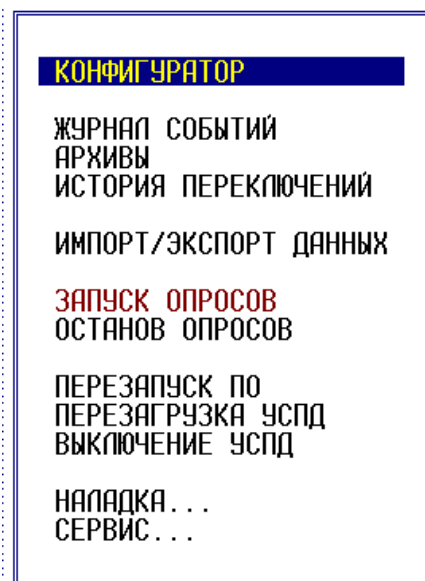 КОНФИГУРАТОР
ЖУРНАЛ СОБЫТИЙ
АРХИВЫ
ИСТОРИЯ ПЕРЕКЛЮЧЕНИЙ
ИМПОРТ/ЭКСПОРТ ДАННЫХ
ЗАПУСК ОПРОСОВ
ОСТАНОВ ОПРОСОВ
ПЕРЕЗАПУСК ПО
ПЕРЕЗАГРУЗКА УСПД
ВЫКЛЮЧЕНИЕ УСПД
НАЛАДКА...
СЕРВИС...